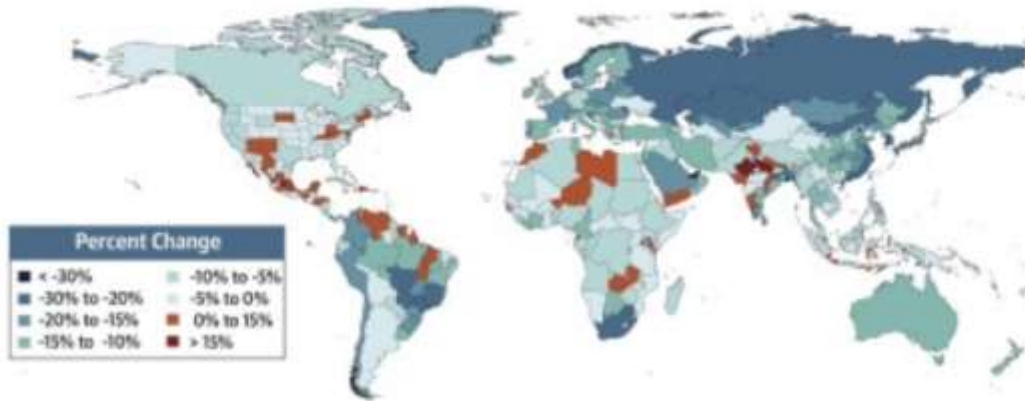 Percent Change
< -30% -10% to -5%
-30% to -20% -5% to 0%
-20% to -15% 0% to 15%
-15% to -10% > 15%